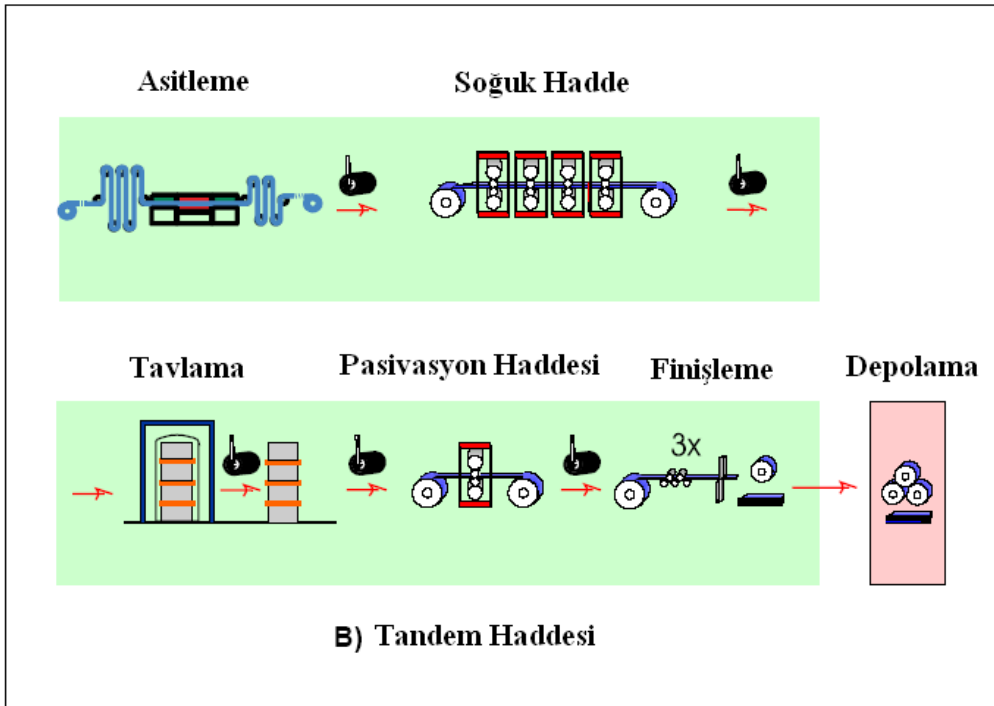 Asitleme Soğuk Hadde
Tavlama Pasivasyon Haddesi Finişleme Depolama
3x
B) Tandem Haddesi